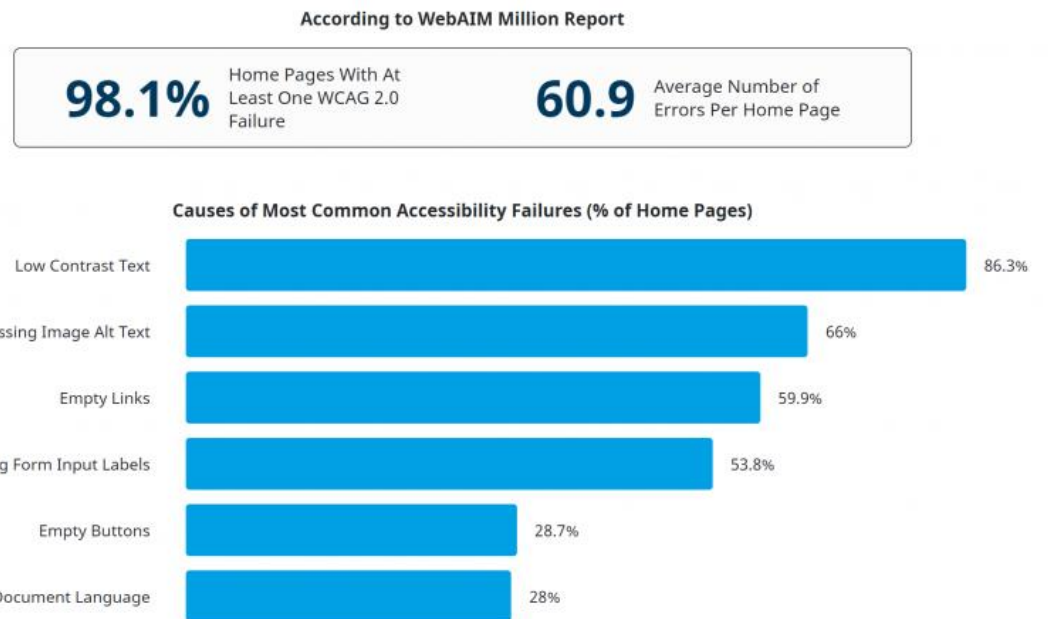 According to WebAIM Million Report
98.1%
Home Pages With At
Least One WCAG 2.0
Failure
60.9
Average Number of
Errors Per Home Page
Causes of Most Common Accessibility Failures (% of Home Pages)
Low Contrast Text 86.3%
ssing Image Alt Text 66%
Empty Links 59.9%
g Form Input Labels 53.8%
Empty Buttons 28.7%
Document Language 28%